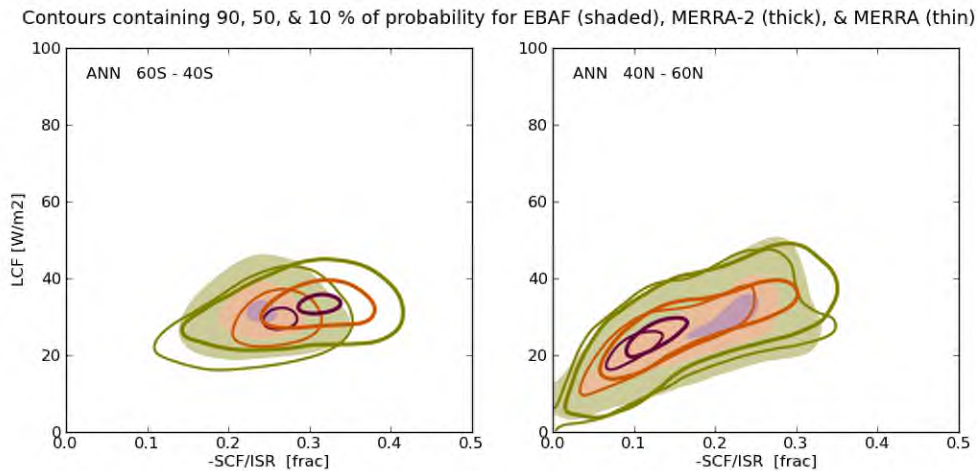 Contours containing 90, 50, & 10 % of probability for EBAF (shaded), MERRA-2 (thick), & MERRA (thin)
ANN 60S - 40S
ANN 40N - 60N
LCF [W/m2]
100
80
60
40
20
0
100
80
60
40
20
0
0.0 0.1 0.2 0.3 0.4 0.5
0.0 0.1 0.2 0.3 0.4 0.5
-SCF/ISR [frac]
-SCF/ISR [frac]